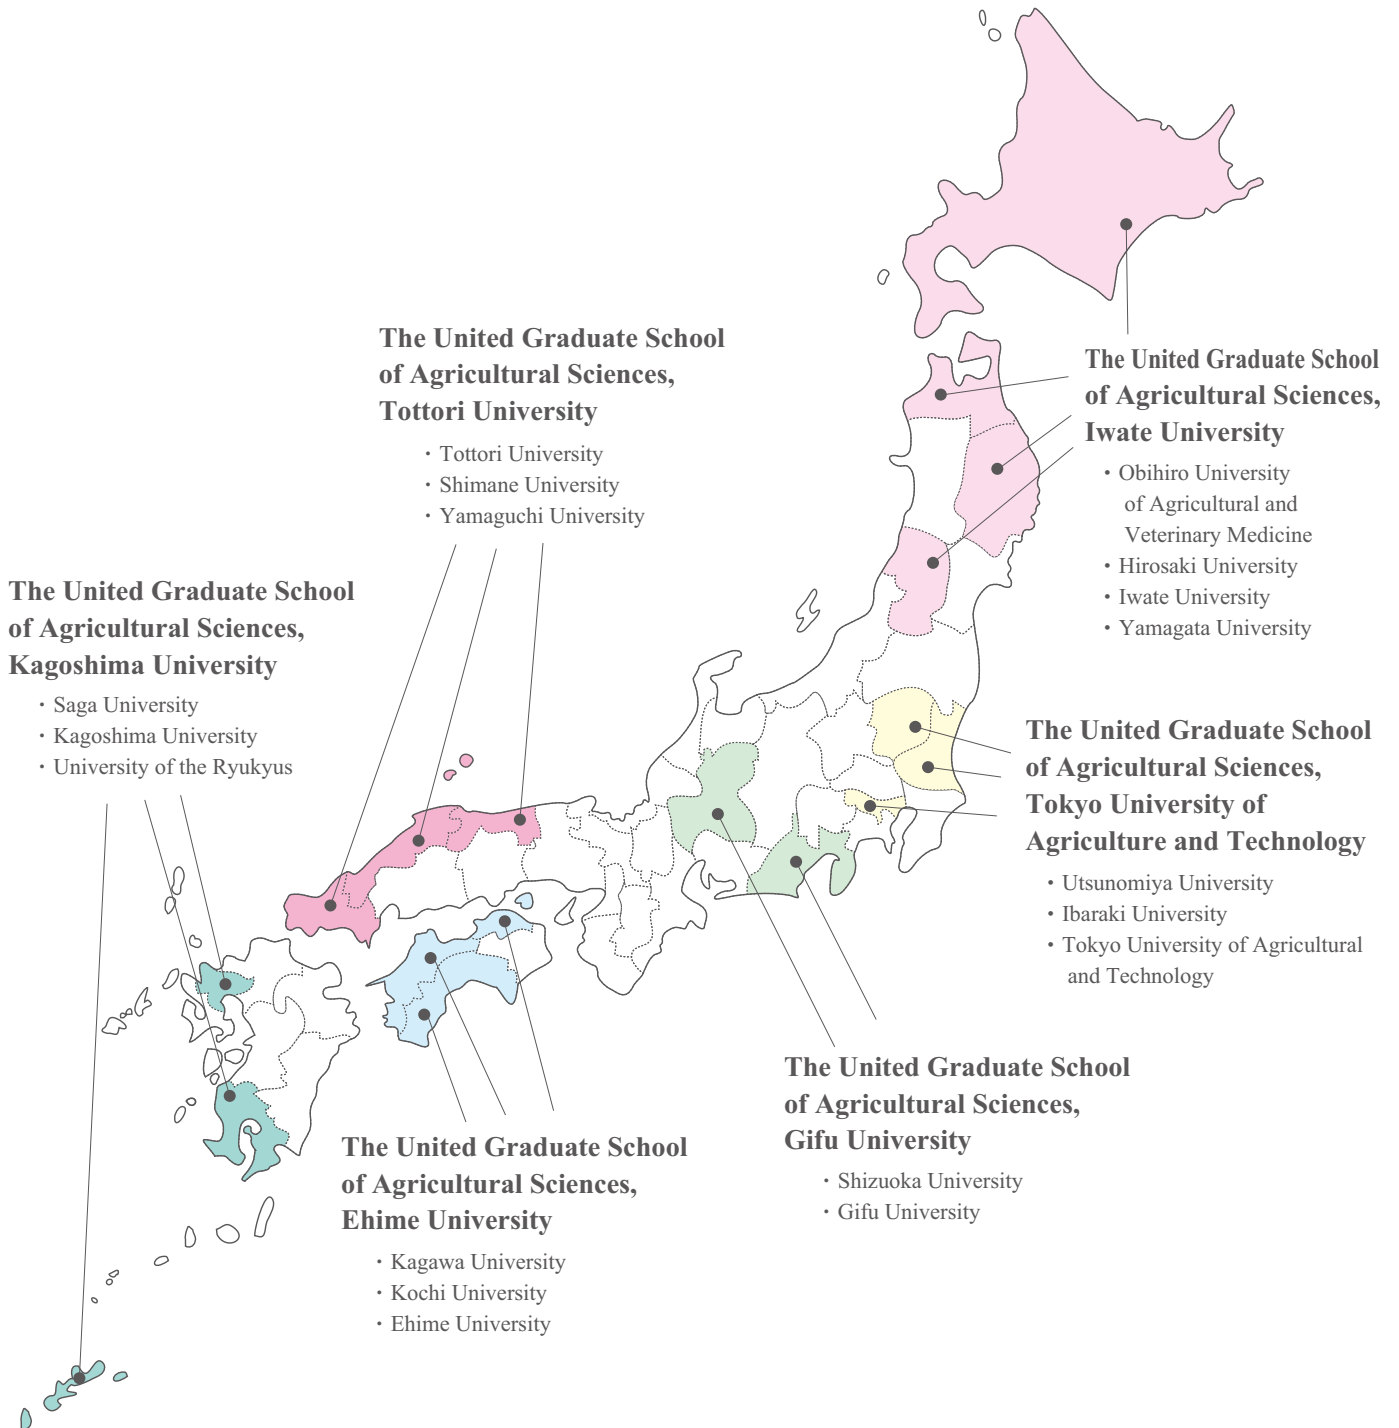 The United Graduate School
of Agricultural Sciences,
Tottori University
・Tottori University
・Shimane University
・Yamaguchi University
The United Graduate School
of Agricultural Sciences,
Iwate University
・Obihiro University
of Agricultural and
Veterinary Medicine
・Hirosaki University
・Iwate University
・Yamagata University
The United Graduate School
of Agricultural Sciences,
Kagoshima University
・Saga University
・Kagoshima University
・University of the Ryukyus
The United Graduate School
of Agricultural Sciences,
Tokyo University of
Agriculture and Technology
・Utsunomiya University
・Ibaraki University
・Tokyo University of Agricultural
and Technology
The United Graduate School
of Agricultural Sciences,
Gifu University
・Shizuoka University
・Gifu University
The United Graduate School
of Agricultural Sciences,
Ehime University
・Kagawa University
・Kochi University
・Ehime University